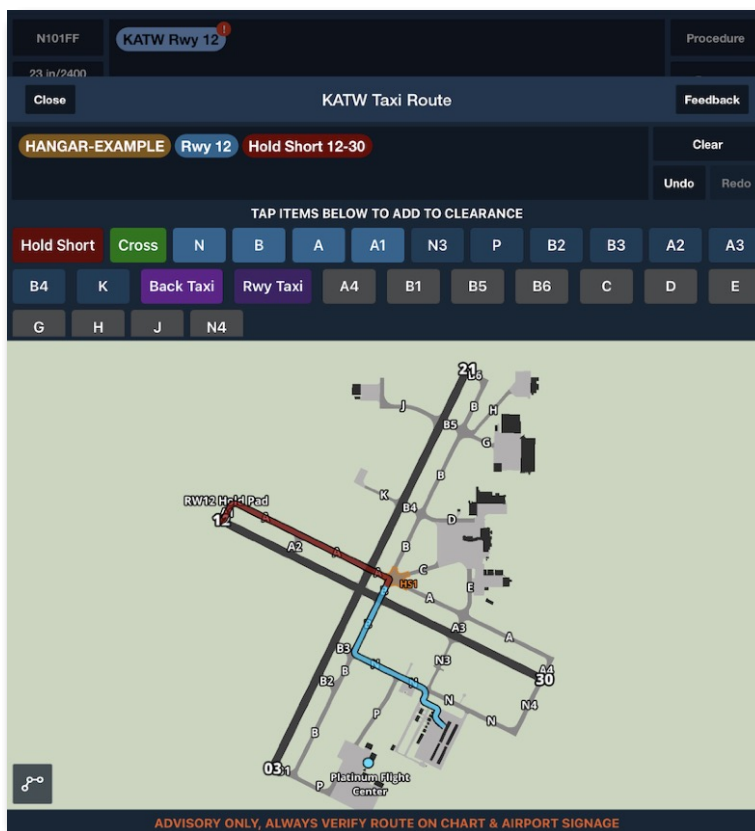 N101FF
KATW Rwy 12
!
Procedure
23 in/2400
Close
KATW Taxi Route
Feedback
HANGAR-EXAMPLE Rwy 12 Hold Short 12-30
Clear
Undo Redo
TAP ITEMS BELOW TO ADD TO CLEARANCE
Hold Short Cross N B A A1 N3 P B2 B3 A2 A3
B4 K Back Taxi Rwy Taxi A4 B1 B5 B6 C D E
G H J N4
21
J
B
H
B5
G
B
K
RW12 Hold Pad
B4
12
A
D
A2
A
B
A
C
HS1
B
E
A
B
A3
A
B3
N
N3
A4
30
B2
B
N
N
N4
P
N
B
03
P
Platinum Flight
Center
ADVISORY ONLY, ALWAYS VERIFY ROUTE ON CHART & AIRPORT SIGNAGE